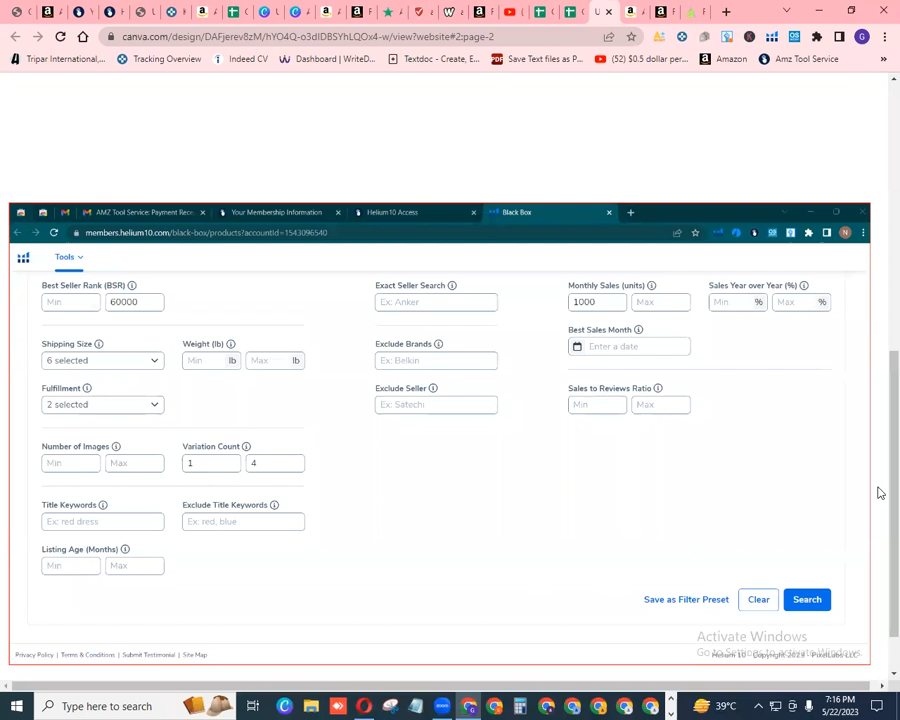 canva.com/design/DAFjerev8zM/hYO4Q-o3dIDBSYhLQOx4-w/view?website#2:page-2
Tripar International,...
Tracking Overview
Indeed CV
Dashboard | WriteD...
Textdoc - Create, E...
Save Text files as P...
(52) $0.5 dollar per...
Amazon
Amz Tool Service
»
AMZ Tool Service: Payment Rece
Your Membership Information
Helium10 Access
Black Box
members.helium10.com/black-box/products?accountId=1543096540
Tools
Best Seller Rank (BSR)
Exact Seller Search
Monthly Sales (units)
Sales Year over Year (%)
Min 60000
Ex: Anker
1000 Max
Min % Max %
Best Sales Month
Enter a date
Shipping Size
Weight (lb)
Exclude Brands
6 selected
Min lb Max lb
Ex: Belkin
Fulfillment
Exclude Seller
Sales to Reviews Ratio
2 selected
Ex: Satechi
Min Max
Number of Images
Variation Count
Min Max
1 4
Title Keywords
Exclude Title Keywords
Ex: red dress
Ex: red, blue
Listing Age (Months)
Min Max
Save as Filter Preset
Clear
Search
Activate Windows
Go to Settings to activate Windows.
Privacy Policy | Terms & Conditions | Submit Testimonial | Site Map
Type here to search
39°C
7:16 PM
5/22/2023